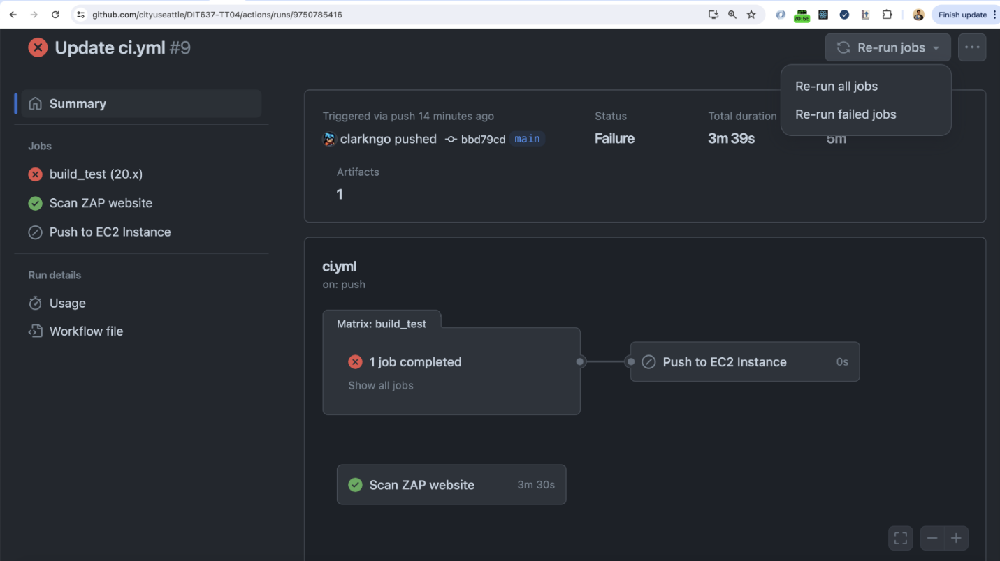 github.com/cityuseattle/DIT637-TT04/actions/runs/9750785416
20:58
Finish update
Update ci.yml #9
Re-run jobs
Re-run all jobs
Re-run failed jobs
Summary
Jobs
build_test (20.x)
Scan ZAP website
Push to EC2 Instance
Run details
Usage
Workflow file
Triggered via push 14 minutes ago
clarkngo pushed bbd79cd main
Status
Failure
Total duration
3m 39s
5m
Artifacts
1
ci.yml
on: push
Matrix: build_test
1 job completed
Show all jobs
Push to EC2 Instance 0s
Scan ZAP website 3m 30s